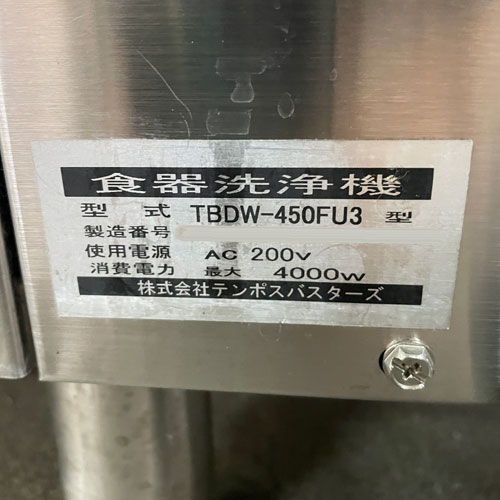 食器洗浄機
型式 TBDW-450FU3 型
製造番号
使用電源 AC 200V
消費電力 最大 4000W
株式会社テンポスバスターズ